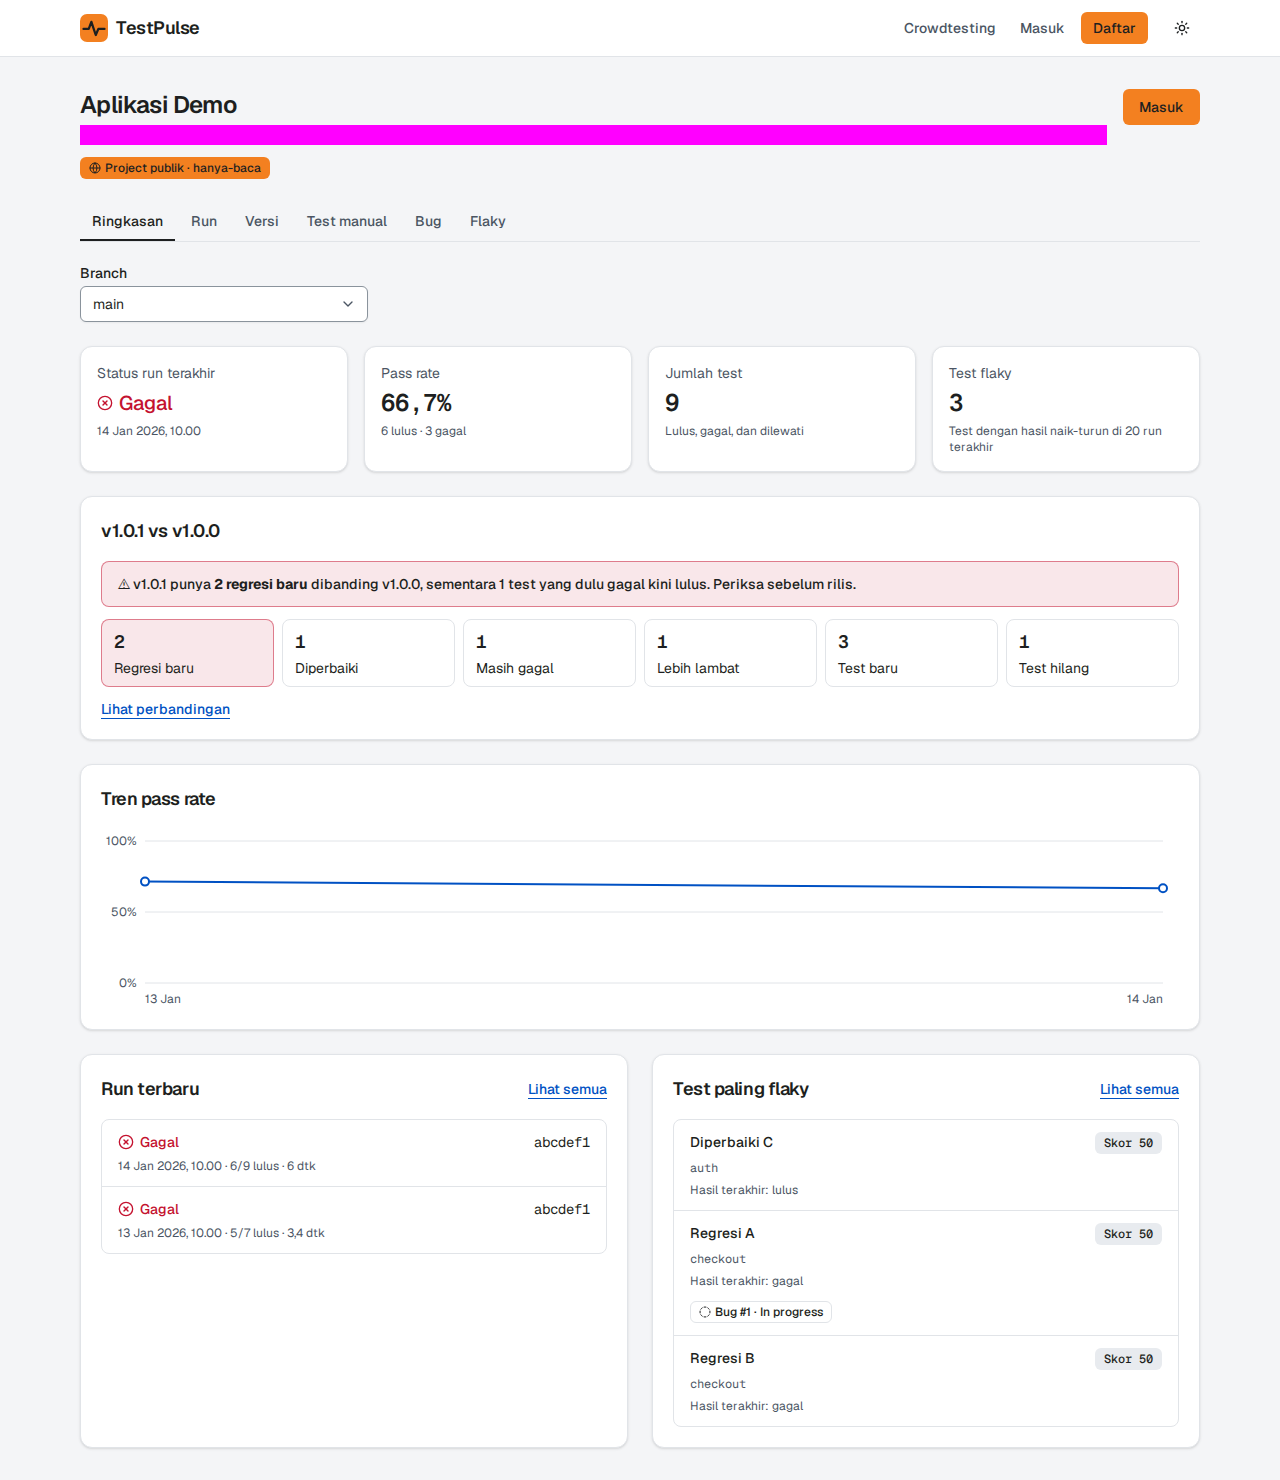 TestPulse
Crowdtesting
Masuk
Daftar
Aplikasi Demo
Masuk
Project publik · hanya-baca
Ringkasan
Run
Versi
Test manual
Bug
Flaky
Branch
main
Status run terakhir
Gagal
14 Jan 2026, 10.00
Pass rate
66,7%
6 lulus · 3 gagal
Jumlah test
9
Lulus, gagal, dan dilewati
Test flaky
3
Test dengan hasil naik-turun di 20 run
terakhir
v1.0.1 vs v1.0.0
⚠ v1.0.1 punya 2 regresi baru dibanding v1.0.0, sementara 1 test yang dulu gagal kini lulus. Periksa sebelum rilis.
2
Regresi baru
1
Diperbaiki
1
Masih gagal
1
Lebih lambat
3
Test baru
1
Test hilang
Lihat perbandingan
Tren pass rate
100%
50%
0%
13 Jan
14 Jan
Run terbaru
Lihat semua
Gagal
abcdef1
14 Jan 2026, 10.00 · 6/9 lulus · 6 dtk
Gagal
abcdef1
13 Jan 2026, 10.00 · 5/7 lulus · 3,4 dtk
Test paling flaky
Lihat semua
Diperbaiki C
Skor 50
auth
Hasil terakhir: lulus
Regresi A
Skor 50
checkout
Hasil terakhir: gagal
Bug #1 · In progress
Regresi B
Skor 50
checkout
Hasil terakhir: gagal